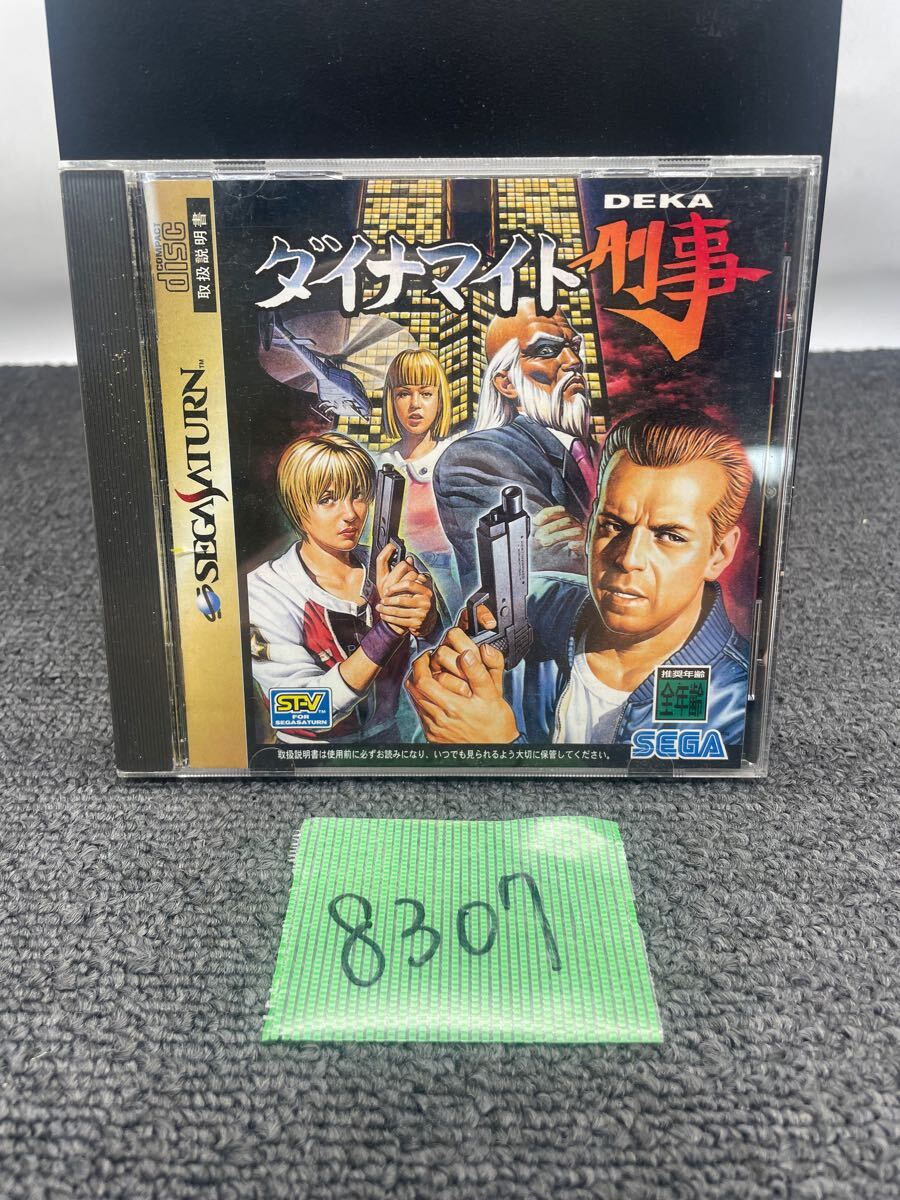 COMPACT
disc
取扱説明書
SEGA SATURN™
DEKA
ダイナマイト刑事
ST-V™
FOR
SEGASATURN
推奨年齢
全年齢
SEGA
取扱説明書は使用前に必ずお読みになり、いつでも見られるよう大切に保管してください。
8307